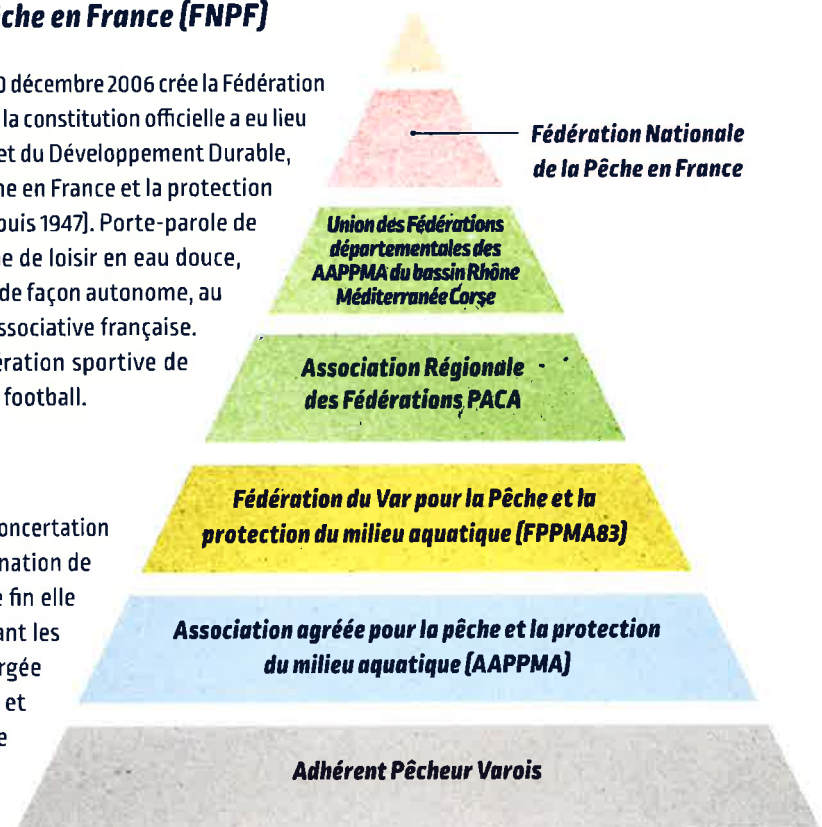 che en France (FNPF)
0 décembre 2006 crée la Fédération
la constitution officielle a eu lieu
et du Développement Durable,
ne en France et la protection
puis 1947). Porte-parole de
e de loisir en eau douce,
de façon autonome, au
ssociative française.
ération sportive de
football.
oncertation
nation de
e fin elle
ant les
rgée
et
e
Fédération Nationale
de la Pêche en France
Union des Fédérations
départementales des
AAPPMA du bassin Rhône
Méditerranée Corse
Association Régionale
des Fédérations PACA
Fédération du Var pour la Pêche et la
protection du milieu aquatique (FPPMA83)
Association agréée pour la pêche et la protection
du milieu aquatique (AAPPMA)
Adhérent Pêcheur Varois